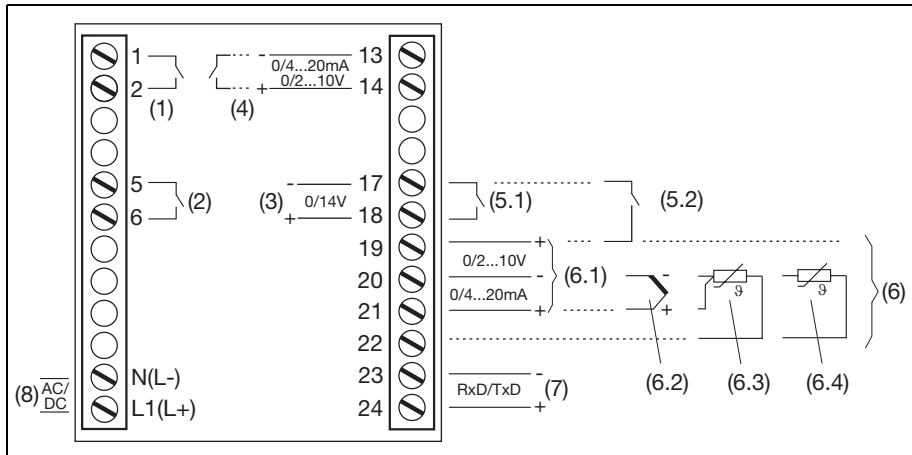 1 - 13
0/4...20mA
2 + 0/2...10V 14
(1) (4)
5 - 17
(2) (3) 0/14V (5.1) (5.2)
6 + 18
19 +
0/2...10V
20 - (6.1) - ϑ ϑ (6)
0/4...20mA
21 + +
22
(6.2) (6.3) (6.4)
N(L-) 23 -
(8) AC/DC RxD/TxD (7)
L1(L+) 24 +